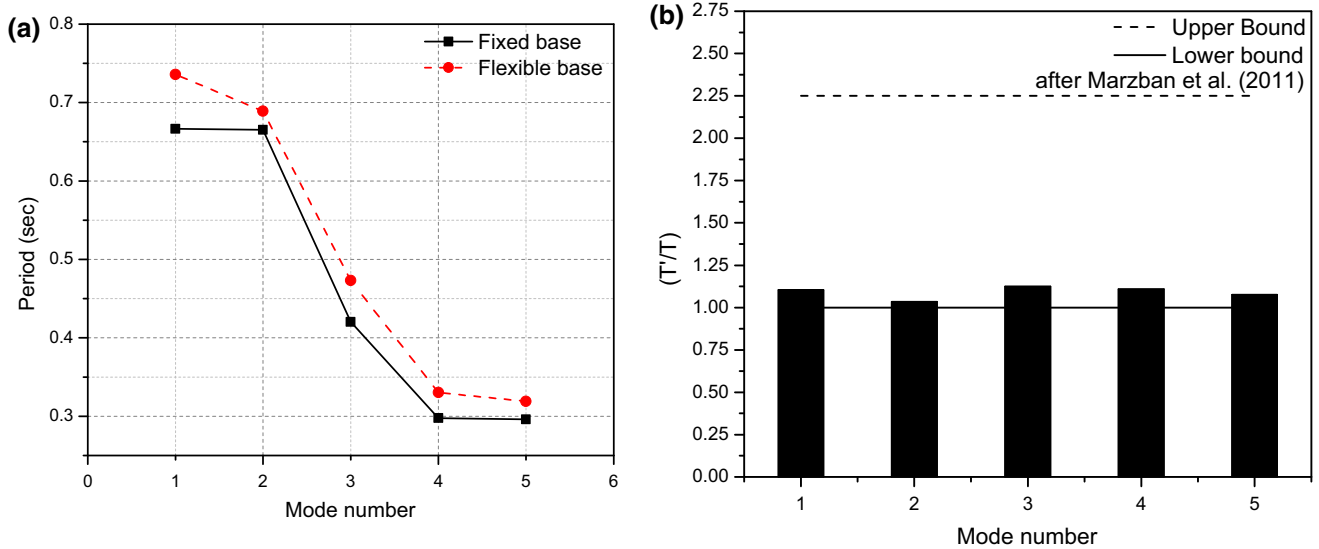 (a)
0.8
0.7
0.6
0.5
0.4
0.3
Period (sec)
Fixed base
Flexible base
0 1 2 3 4 5 6
Mode number
(b)
2.75
2.50
2.25
2.00
1.75
1.50
1.25
1.00
0.75
0.50
0.25
0.00
(T'/T)
Upper Bound
Lower bound
after Marzban et al. (2011)
1 2 3 4 5
Mode number